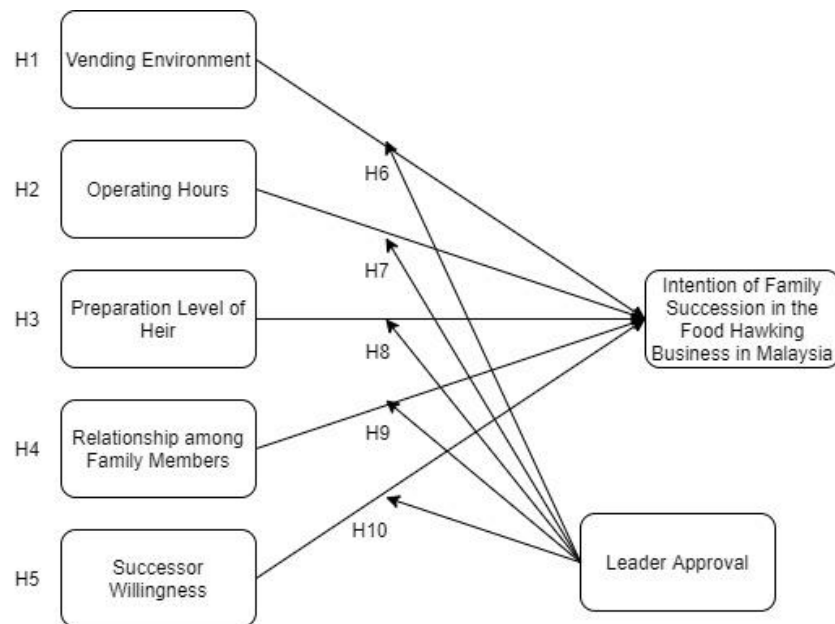 H1
Vending Environment
H6
H2
Operating Hours
H7
H3
Preparation Level of
Heir
Intention of Family
Succession in the
Food Hawking
Business in Malaysia
H8
H4
Relationship among
Family Members
H9
H10
H5
Successor
Willingness
Leader Approval